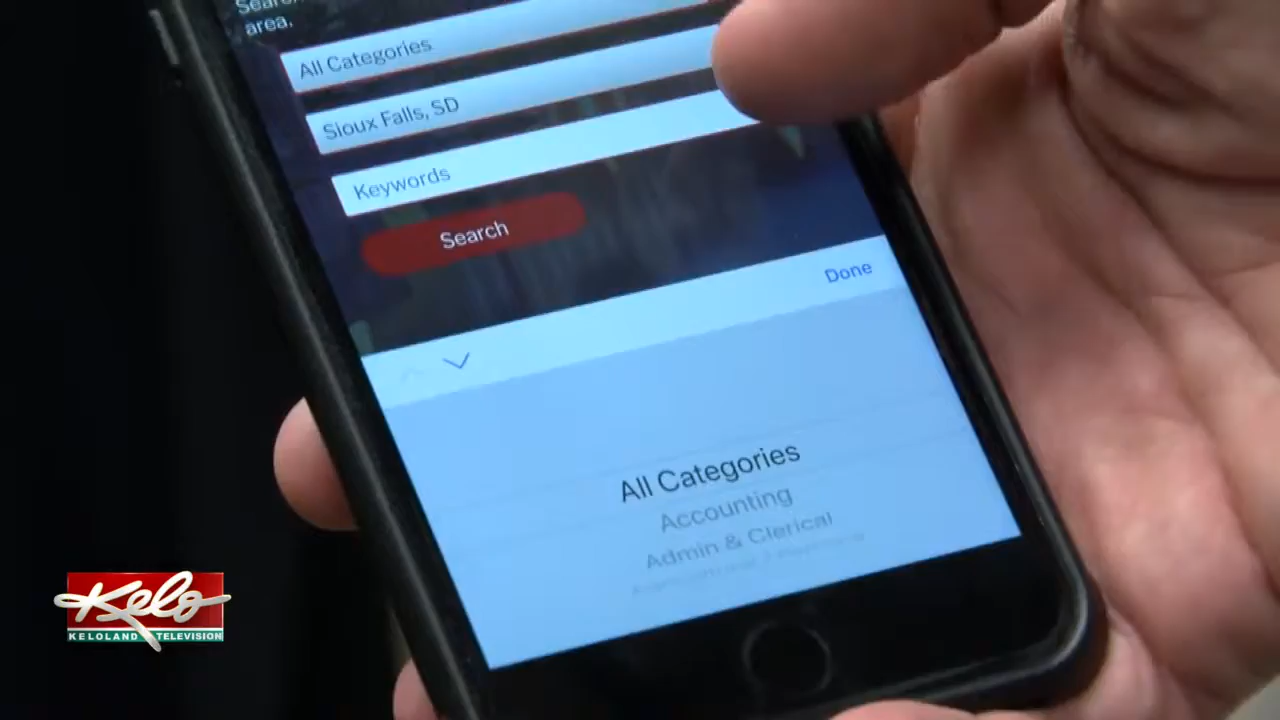 area.
All Categories
Sioux Falls, SD
Keywords
Search
Done
All Categories
Accounting
Admin & Clerical
Kelo
KELOLAND TELEVISION